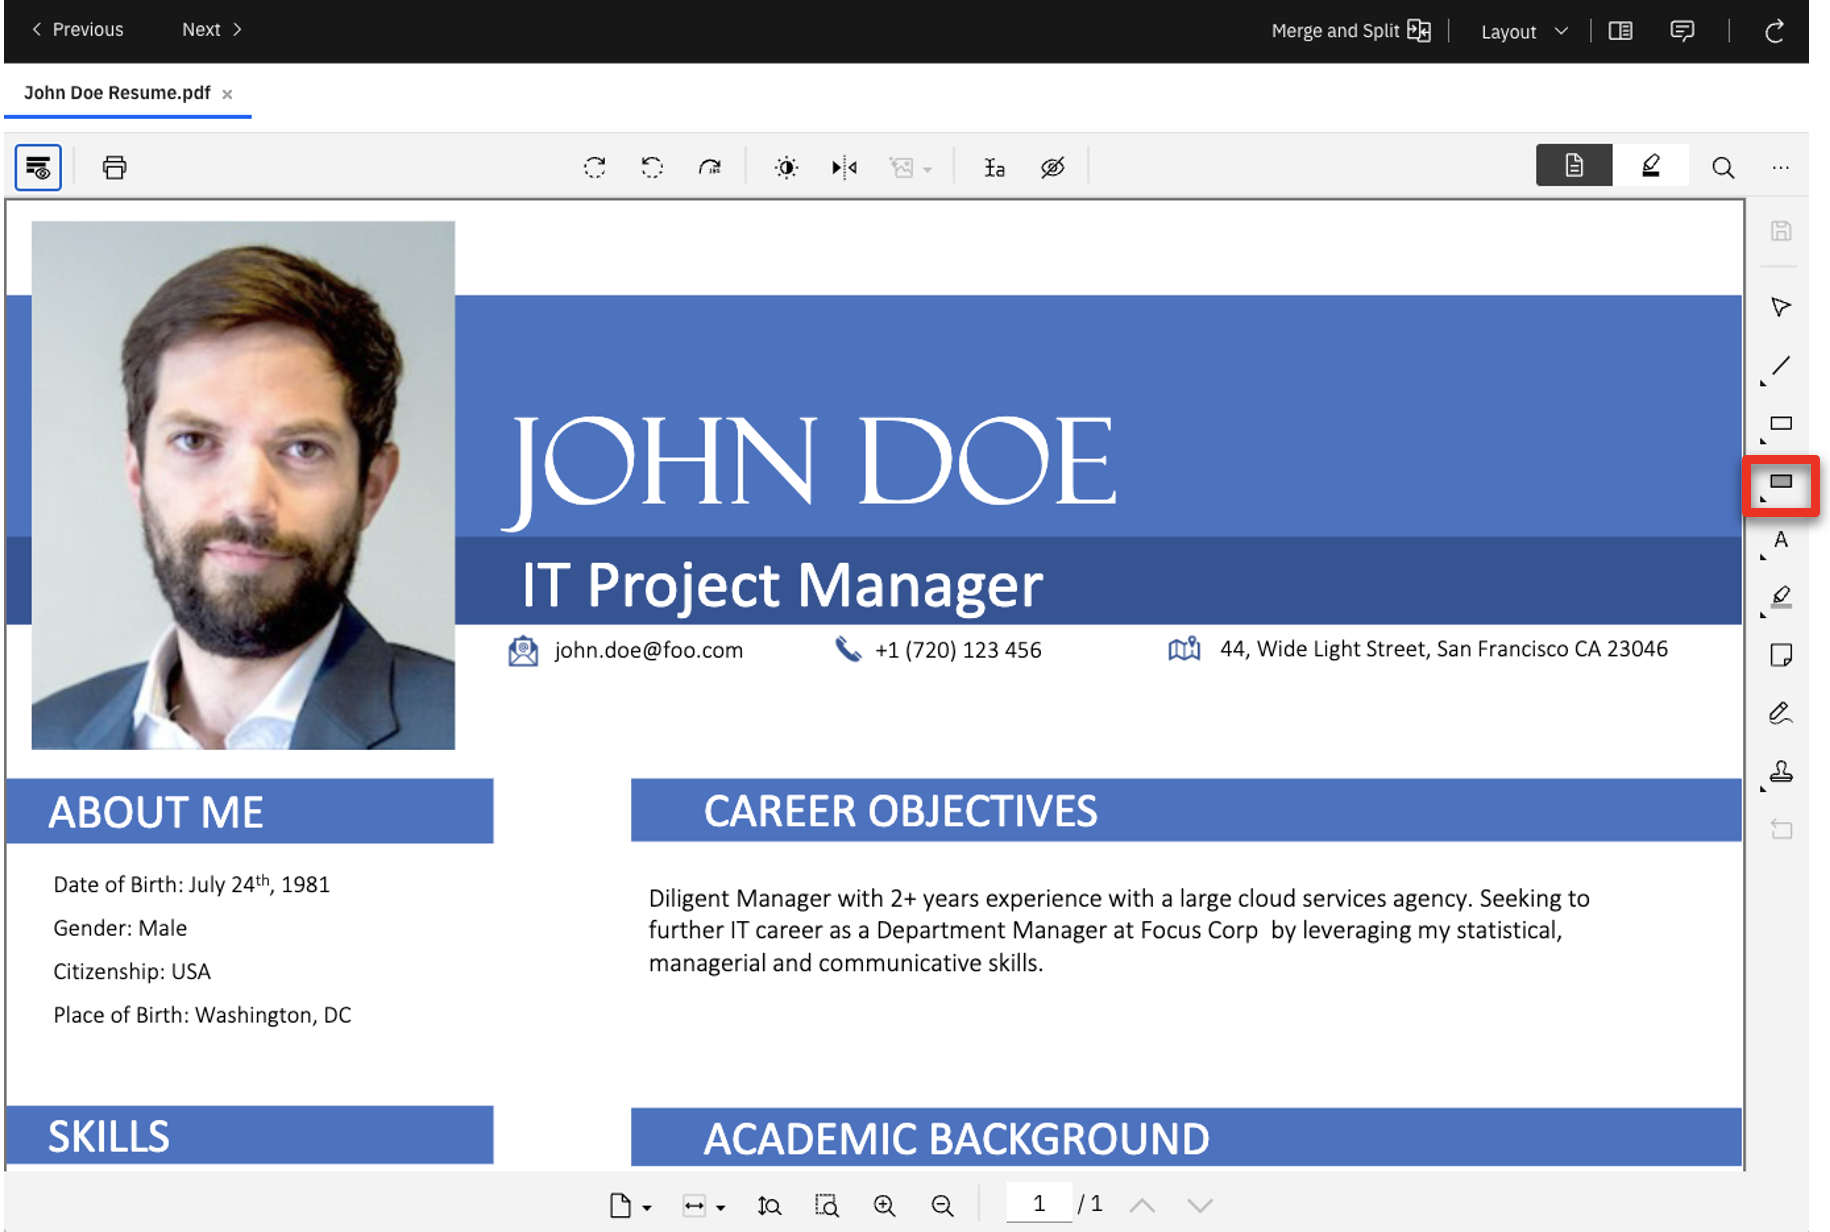 Previous Next Merge and Split Layout
John Doe Resume.pdf ×
JOHN DOE
IT Project Manager
john.doe@foo.com +1 (720) 123 456 44, Wide Light Street, San Francisco CA 23046
ABOUT ME
Date of Birth: July 24th, 1981
Gender: Male
Citizenship: USA
Place of Birth: Washington, DC
CAREER OBJECTIVES
Diligent Manager with 2+ years experience with a large cloud services agency. Seeking to
further IT career as a Department Manager at Focus Corp by leveraging my statistical,
managerial and communicative skills.
SKILLS
ACADEMIC BACKGROUND
1 / 1